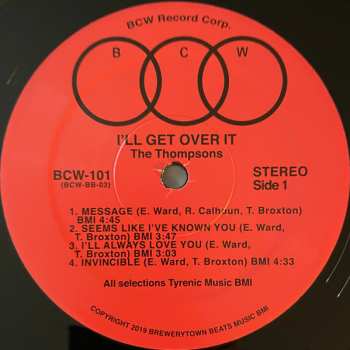 BCW Record Corp.
B C W
I'LL GET OVER IT
The Thompsons
BCW-101 STEREO
(BCW-BB-03) Side 1
1. MESSAGE (E. Ward, R. Calhoun, T. Broxton)
BMI 4:45
2. SEEMS LIKE I'VE KNOWN YOU (E. Ward,
T. Broxton) BMI 3:47
3. I'LL ALWAYS LOVE YOU (E. Ward,
T. Broxton) BMI 3:03
4. INVINCIBLE (E. Ward, T. Broxton) BMI 4:33
All selections Tyrenic Music BMI
COPYRIGHT 2019 BREWERYTOWN BEATS MUSIC BMI